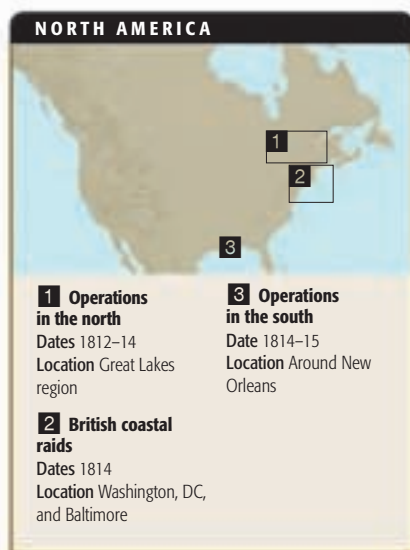 NORTH AMERICA
1
2
3
1 Operations
in the north
Dates 1812–14
Location Great Lakes
region
2 British coastal
raids
Dates 1814
Location Washington, DC,
and Baltimore
3 Operations
in the south
Date 1814–15
Location Around New
Orleans